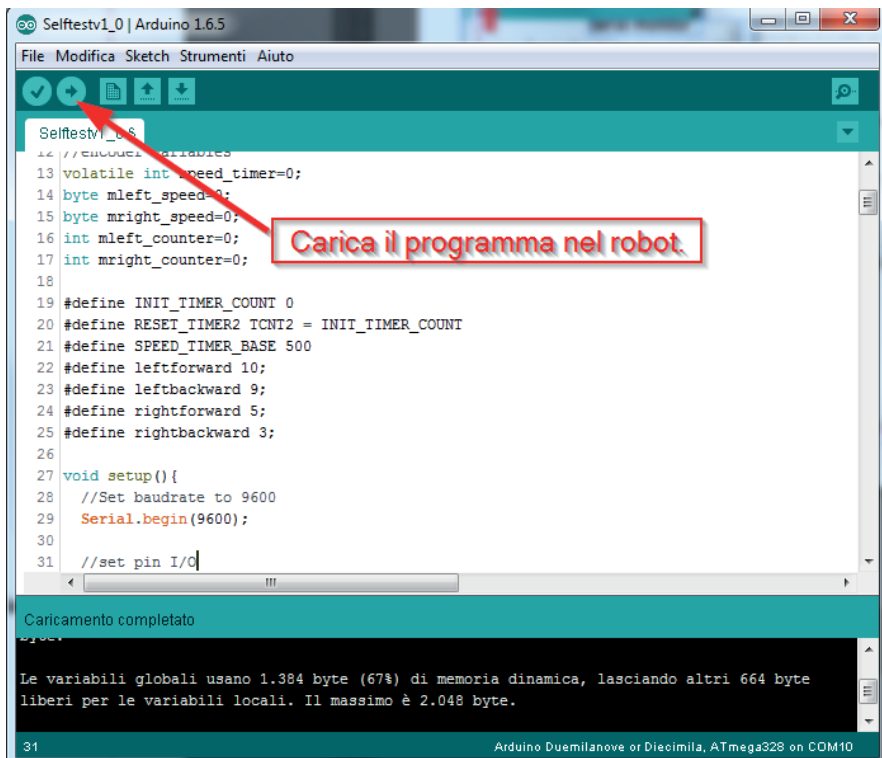 Selftestv1_0 | Arduino 1.6.5
File Modifica Sketch Strumenti Aiuto
Selftestv1_0 §
12 //encoder variables
13 volatile int speed_timer=0;
14 byte mleft_speed=0;
15 byte mright_speed=0;
16 int mleft_counter=0;
17 int mright_counter=0;
18
19 #define INIT_TIMER_COUNT 0
20 #define RESET_TIMER2 TCNT2 = INIT_TIMER_COUNT
21 #define SPEED_TIMER_BASE 500
22 #define leftforward 10;
23 #define leftbackward 9;
24 #define rightforward 5;
25 #define rightbackward 3;
26
27 void setup(){
28 //Set baudrate to 9600
29 Serial.begin(9600);
30
31 //set pin I/O
Carica il programma nel robot.
Caricamento completato
byte.
Le variabili globali usano 1.384 byte (67%) di memoria dinamica, lasciando altri 664 byte
liberi per le variabili locali. Il massimo è 2.048 byte.
31 Arduino Duemilanove or Diecimila, ATmega328 on COM10